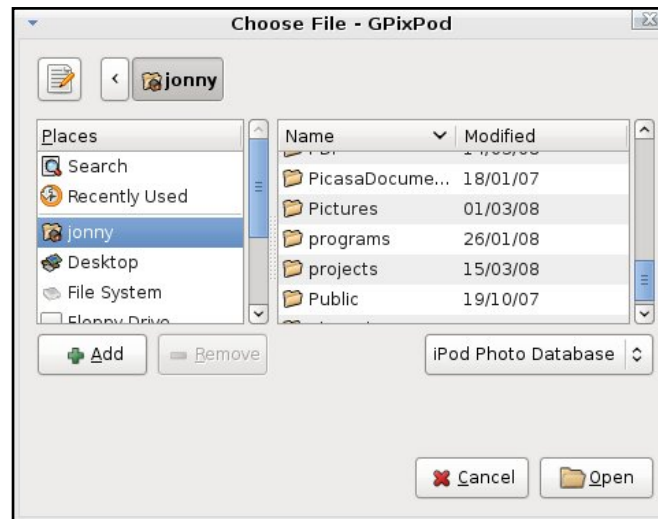 Choose File - GPixPod
jonny
Places
Search
Recently Used
jonny
Desktop
File System
Floppy Drive
Name Modified
PicasaDocume... 18/01/07
Pictures 01/03/08
programs 26/01/08
projects 15/03/08
Public 19/10/07
Add Remove
iPod Photo Database
Cancel Open